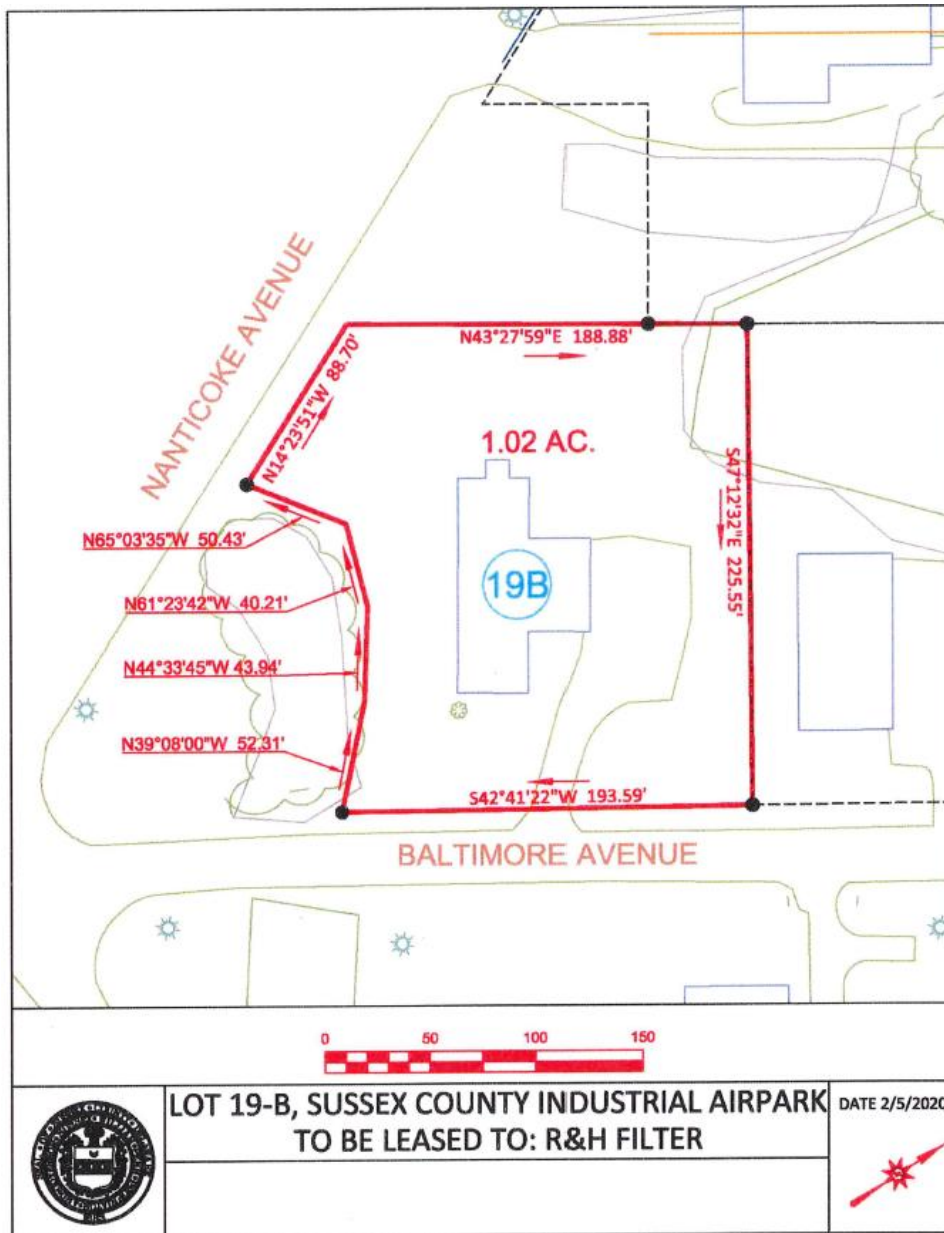 NANTICOKE AVENUE
N43°27'59"E 188.88'
N14°23'51"W 88.70'
1.02 AC.
S47°12'32"E 225.55'
N65°03'35"W 50.43'
19B
N61°23'42"W 40.21'
N44°33'45"W 43.94'
N39°08'00"W 52.31'
S42°41'22"W 193.59'
BALTIMORE AVENUE
0 50 100 150
LOT 19-B, SUSSEX COUNTY INDUSTRIAL AIRPARK
TO BE LEASED TO: R&H FILTER
DATE 2/5/2020